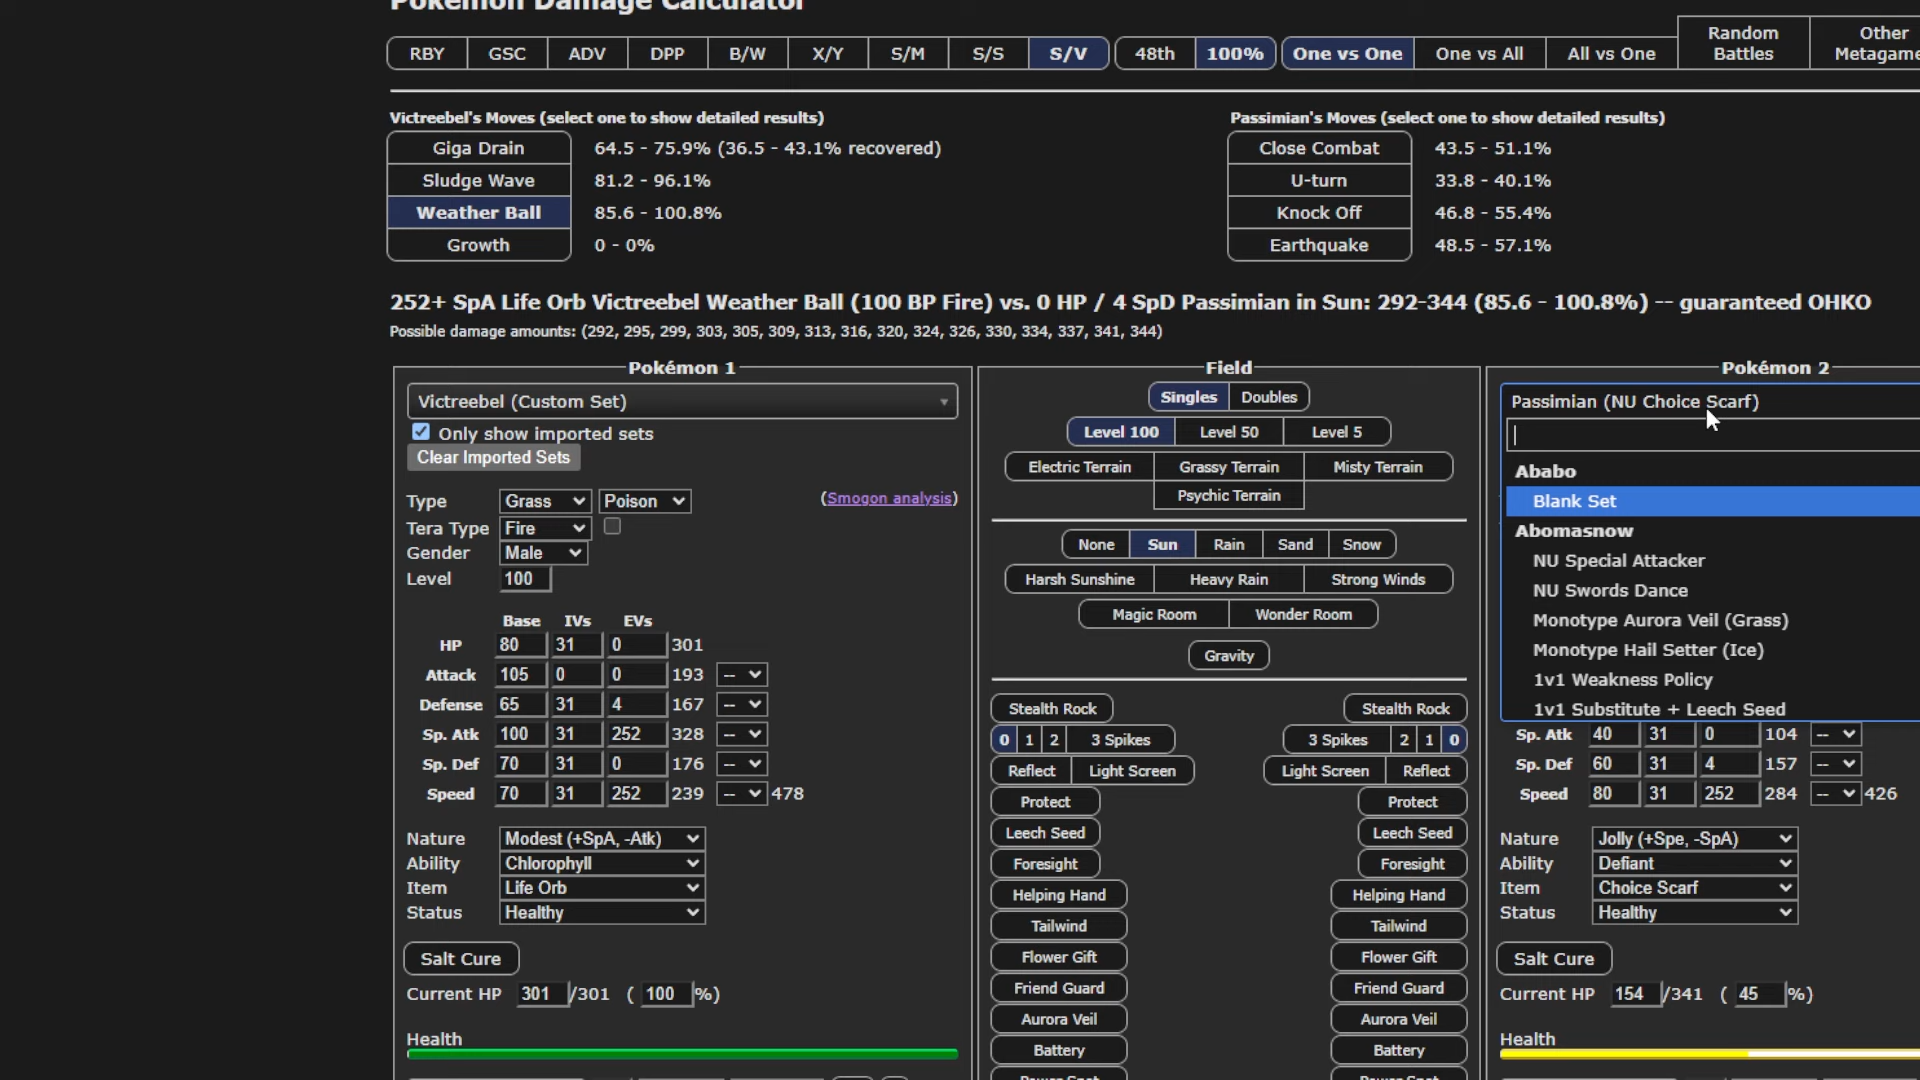 Pokémon Damage Calculator
RBY GSC ADV DPP B/W X/Y S/M S/S S/V 48th 100% One vs One One vs All All vs One Random Battles Other Metagame
Victreebel's Moves (select one to show detailed results) Passimian's Moves (select one to show detailed results)
Giga Drain 64.5 - 75.9% (36.5 - 43.1% recovered) Close Combat 43.5 - 51.1%
Sludge Wave 81.2 - 96.1% U-turn 33.8 - 40.1%
Weather Ball 85.6 - 100.8% Knock Off 46.8 - 55.4%
Growth 0 - 0% Earthquake 48.5 - 57.1%
252+ SpA Life Orb Victreebel Weather Ball (100 BP Fire) vs. 0 HP / 4 SpD Passimian in Sun: 292-344 (85.6 - 100.8%) -- guaranteed OHKO
Possible damage amounts: (292, 295, 299, 303, 305, 309, 313, 316, 320, 324, 326, 330, 334, 337, 341, 344)
Pokémon 1
Victreebel (Custom Set)
Only show imported sets
Clear Imported Sets
Type Grass Poison (Smogon analysis)
Tera Type Fire
Gender Male
Level 100
Base IVs EVs
HP 80 31 0 301
Attack 105 0 0 193 --
Defense 65 31 4 167 --
Sp. Atk 100 31 252 328 --
Sp. Def 70 31 0 176 --
Speed 70 31 252 239 -- 478
Nature Modest (+SpA, -Atk)
Ability Chlorophyll
Item Life Orb
Status Healthy
Salt Cure
Current HP 301/301 ( 100 %)
Health
Field
Singles Doubles
Level 100 Level 50 Level 5
Electric Terrain Grassy Terrain Misty Terrain
Psychic Terrain
None Sun Rain Sand Snow
Harsh Sunshine Heavy Rain Strong Winds
Magic Room Wonder Room
Gravity
Stealth Rock Stealth Rock
0 1 2 3 Spikes 3 Spikes 2 1 0
Reflect Light Screen Light Screen Reflect
Protect Protect
Leech Seed Leech Seed
Foresight Foresight
Helping Hand Helping Hand
Tailwind Tailwind
Flower Gift Flower Gift
Friend Guard Friend Guard
Aurora Veil Aurora Veil
Battery Battery
Power Spot Power Spot
Pokémon 2
Passimian (NU Choice Scarf)
Ababo
Blank Set
Abomasnow
NU Special Attacker
NU Swords Dance
Monotype Aurora Veil (Grass)
Monotype Hail Setter (Ice)
1v1 Weakness Policy
1v1 Substitute + Leech Seed
Sp. Atk 40 31 0 104 --
Sp. Def 60 31 4 157 --
Speed 80 31 252 284 -- 426
Nature Jolly (+Spe, -SpA)
Ability Defiant
Item Choice Scarf
Status Healthy
Salt Cure
Current HP 154/341 ( 45 %)
Health